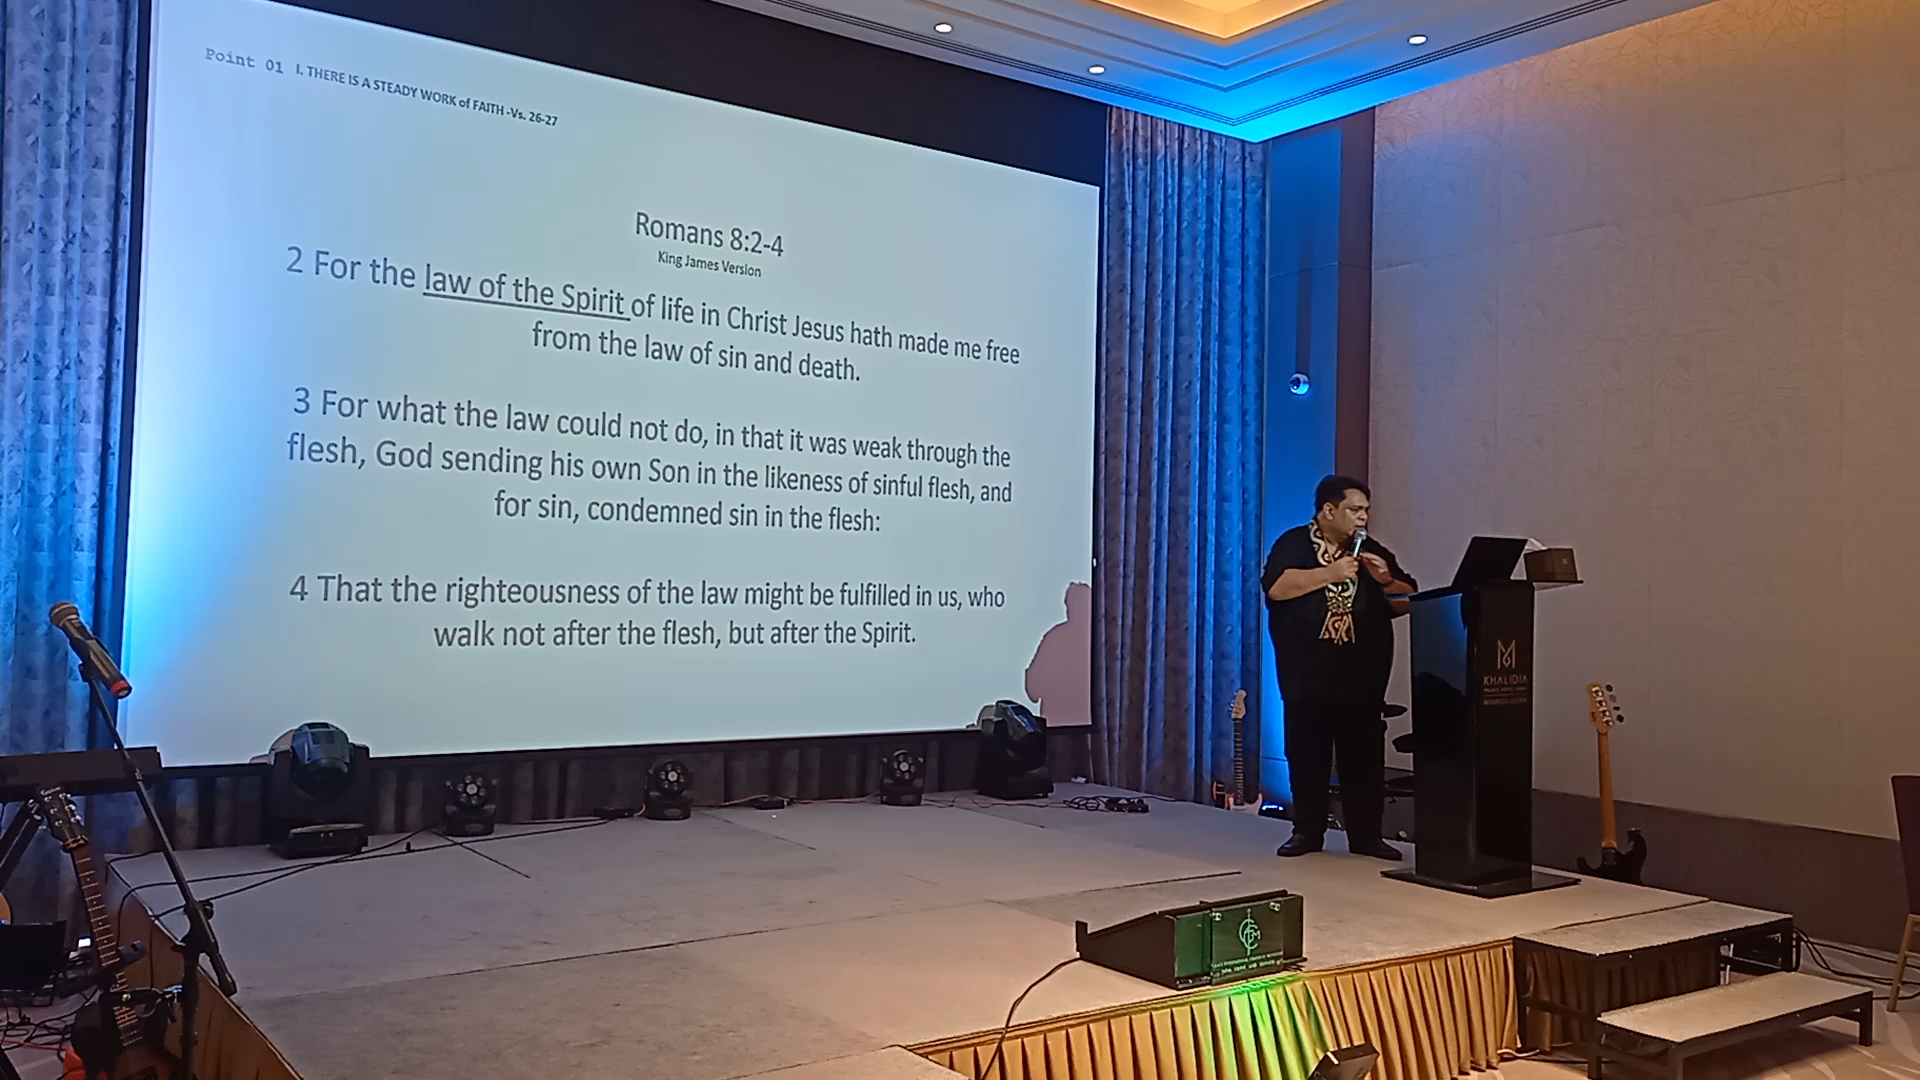 Point 01 I. THERE IS A STEADY WORK of FAITH -Vs. 26-27
Romans 8:2-4
King James Version
2 For the law of the Spirit of life in Christ Jesus hath made me free
from the law of sin and death.
3 For what the law could not do, in that it was weak through the
flesh, God sending his own Son in the likeness of sinful flesh, and
for sin, condemned sin in the flesh:
4 That the righteousness of the law might be fulfilled in us, who
walk not after the flesh, but after the Spirit.
KHALIDIA